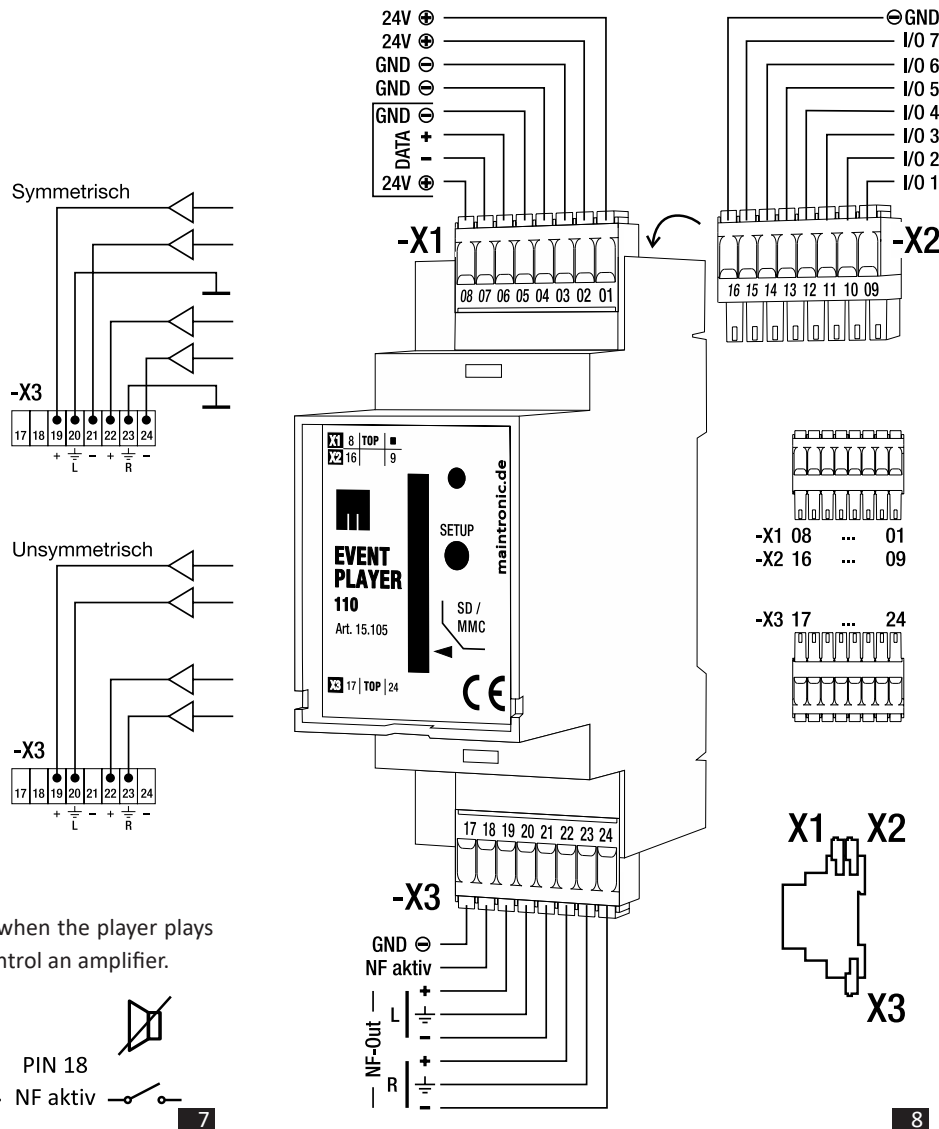 Symmetrisch
-X3
17 18 19 20 21 22 23 24
+ - + -
L R
Unsymmetrisch
-X3
17 18 19 20 21 22 23 24
+ - + -
L R
when the player plays
ntrol an amplifier.
PIN 18
NF aktiv
7
24V ⊕
24V ⊕
GND ⊖
GND ⊖
GND ⊖
DATA
+
-
24V ⊕
-X1
08 07 06 05 04 03 02 01
⊖ GND
I/O 7
I/O 6
I/O 5
I/O 4
I/O 3
I/O 2
I/O 1
-X2
16 15 14 13 12 11 10 09
X1 8 | TOP | ■
X2 16 | 9
EVENT
PLAYER
110
Art. 15.105
SETUP
SD /
MMC
maintronic.de
X3 17 | TOP | 24
CE
-X1 08 ... 01
-X2 16 ... 09
-X3 17 ... 24
17 18 19 20 21 22 23 24
-X3
GND ⊖
NF aktiv
NF-Out
L
+
-
R
+
-
X1 X2
X3
8